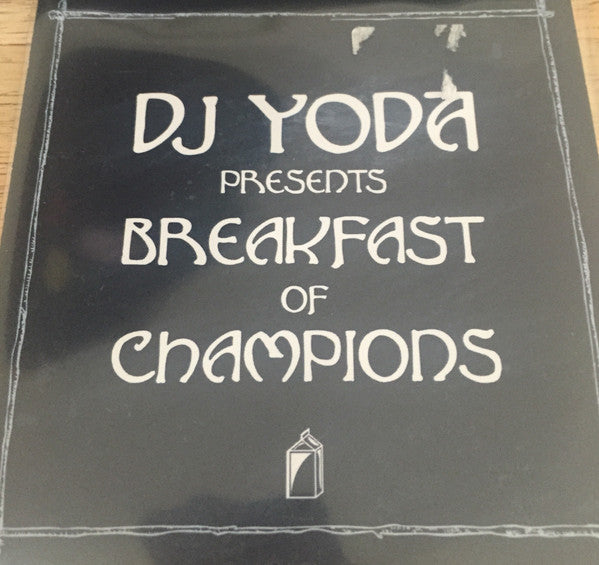 DJ YODA
PRESENTS
BREAKFAST
OF
CHAMPIONS